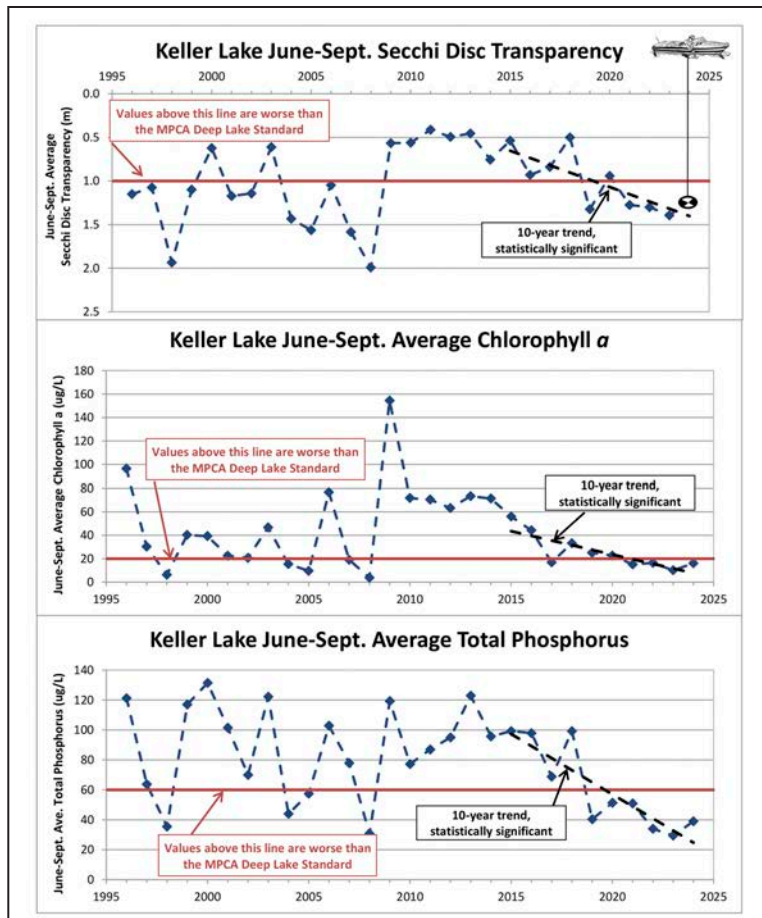 Keller Lake June-Sept. Secchi Disc Transparency
1995 2000 2005 2010 2015 2020 2025
June-Sept. Average
Secchi Disc Transparency (m)
0.0
0.5
1.0
1.5
2.0
2.5
Values above this line are worse than
the MPCA Deep Lake Standard
10-year trend,
statistically significant
Keller Lake June-Sept. Average Chlorophyll a
June-Sept. Average Chlorophyll a (ug/L)
180
160
140
120
100
80
60
40
20
0
Values above this line are worse than
the MPCA Deep Lake Standard
10-year trend,
statistically significant
1995 2000 2005 2010 2015 2020 2025
Keller Lake June-Sept. Average Total Phosphorus
June-Sept. Ave. Total Phosphorus (ug/L)
140
120
100
80
60
40
20
0
10-year trend,
statistically significant
Values above this line are worse than
the MPCA Deep Lake Standard
1995 2000 2005 2010 2015 2020 2025